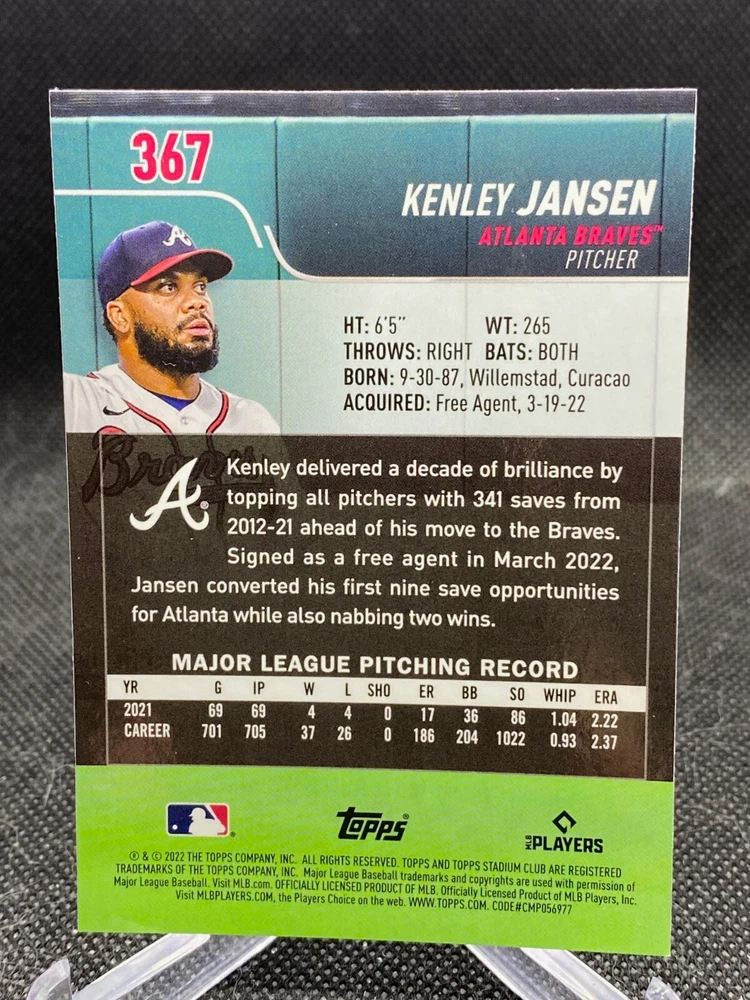 367
KENLEY JANSEN
ATLANTA BRAVES™
PITCHER
A
HT: 6'5" WT: 265
THROWS: RIGHT BATS: BOTH
BORN: 9-30-87, Willemstad, Curacao
ACQUIRED: Free Agent, 3-19-22
Braves
A®
Kenley delivered a decade of brilliance by
topping all pitchers with 341 saves from
2012-21 ahead of his move to the Braves.
Signed as a free agent in March 2022,
Jansen converted his first nine save opportunities
for Atlanta while also nabbing two wins.
MAJOR LEAGUE PITCHING RECORD
YR G IP W L SHO ER BB SO WHIP ERA
2021 69 69 4 4 0 17 36 86 1.04 2.22
CAREER 701 705 37 26 0 186 204 1022 0.93 2.37
topps®
MLB PLAYERS
® & © 2022 THE TOPPS COMPANY, INC. ALL RIGHTS RESERVED. TOPPS AND TOPPS STADIUM CLUB ARE REGISTERED
TRADEMARKS OF THE TOPPS COMPANY, INC. Major League Baseball trademarks and copyrights are used with permission of
Major League Baseball. Visit MLB.com. OFFICIALLY LICENSED PRODUCT OF MLB. Officially Licensed Product of MLB Players, Inc.
Visit MLBPLAYERS.COM, the Players Choice on the web. WWW.TOPPS.COM. CODE#CMP056977